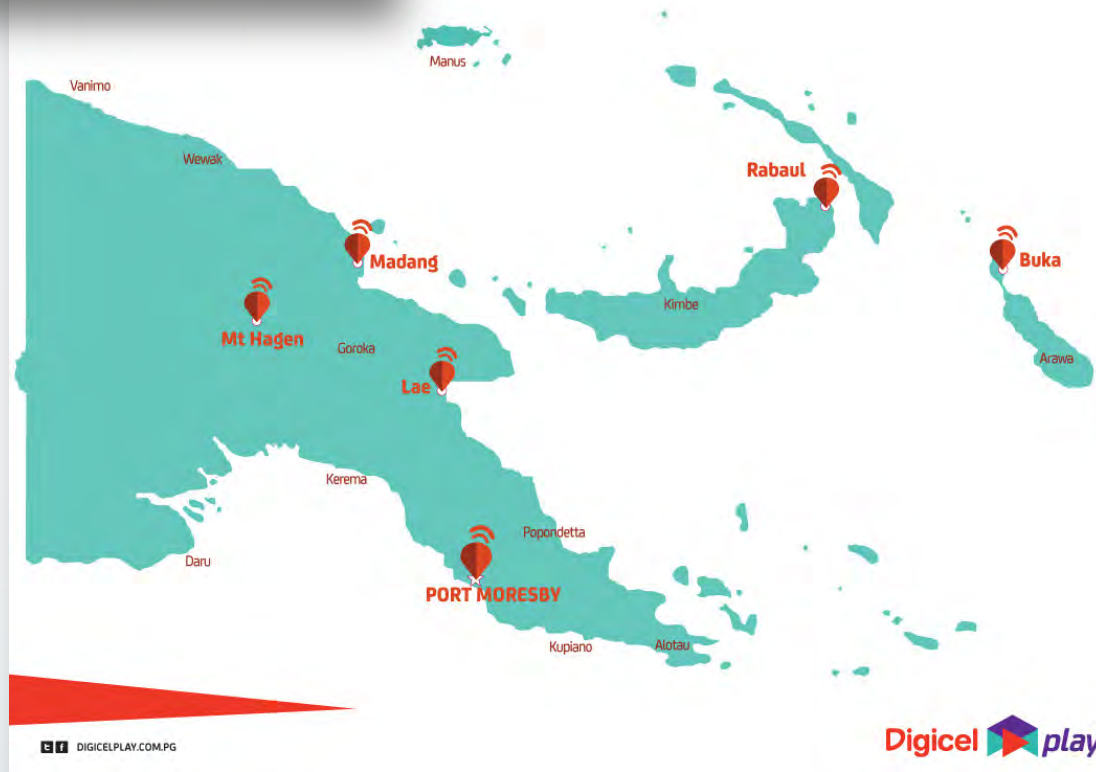 Manus
Vanimo
Wewak
Rabaul
Madang
Buka
Mt Hagen
Kimbe
Goroka
Arawa
Lae
Kerema
Popondetta
Daru
PORT MORESBY
Kupiano
Alotau
DIGICELPLAY.COM.PG
Digicel play